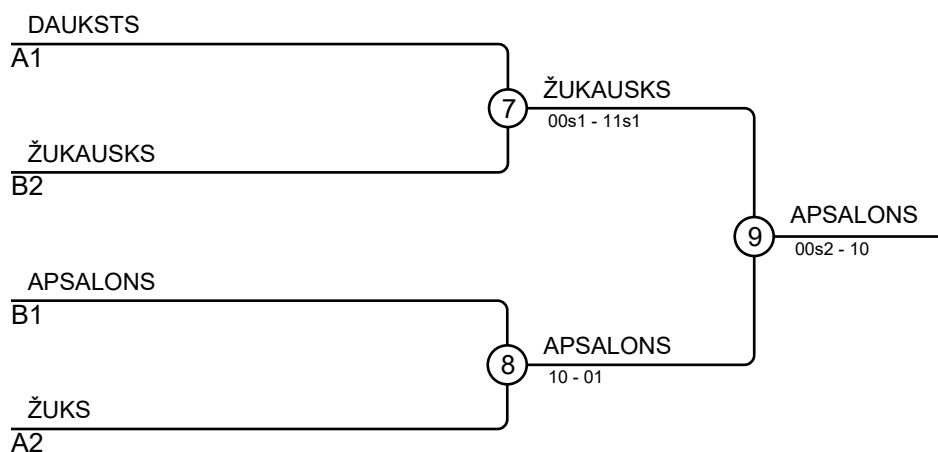 DAUKSTS
A1
7
ŽUKAUSKS
00s1 - 11s1
ŽUKAUSKS
B2
9
APSALONS
00s2 - 10
APSALONS
B1
8
APSALONS
10 - 01
ŽUKS
A2